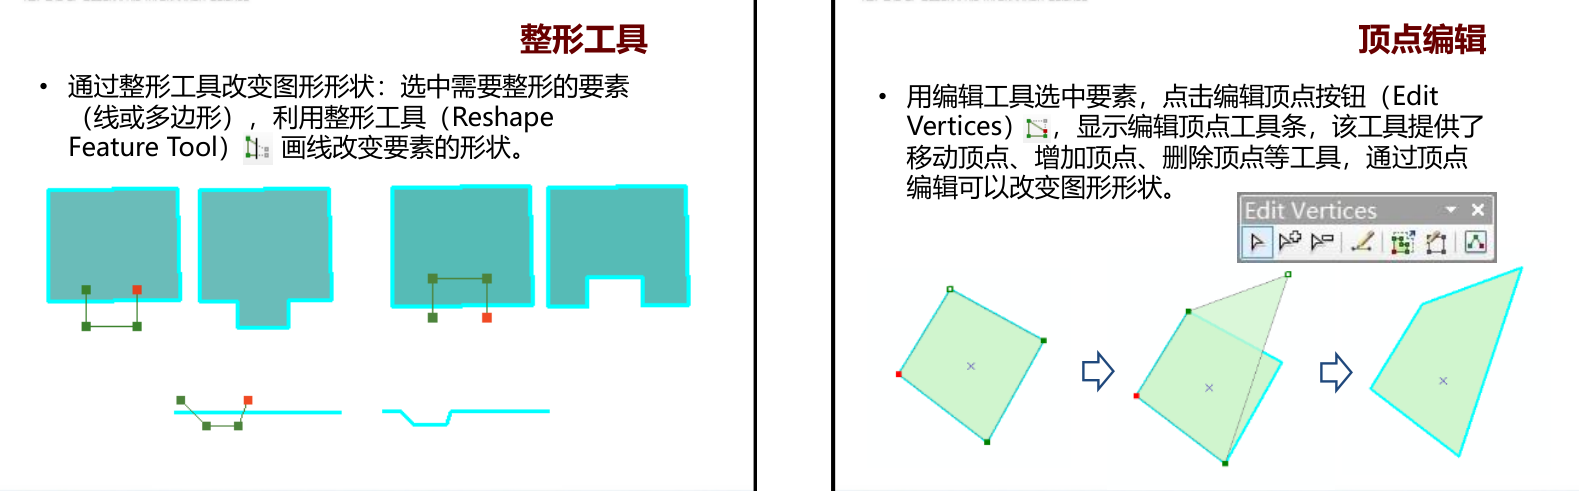 整形工具
• 通过整形工具改变图形形状：选中需要整形的要素
（线或多边形），利用整形工具（Reshape
Feature Tool） 画线改变要素的形状。
顶点编辑
• 用编辑工具选中要素，点击编辑顶点按钮（Edit
Vertices） ，显示编辑顶点工具条，该工具提供了
移动顶点、增加顶点、删除顶点等工具，通过顶点
编辑可以改变图形形状。
Edit Vertices